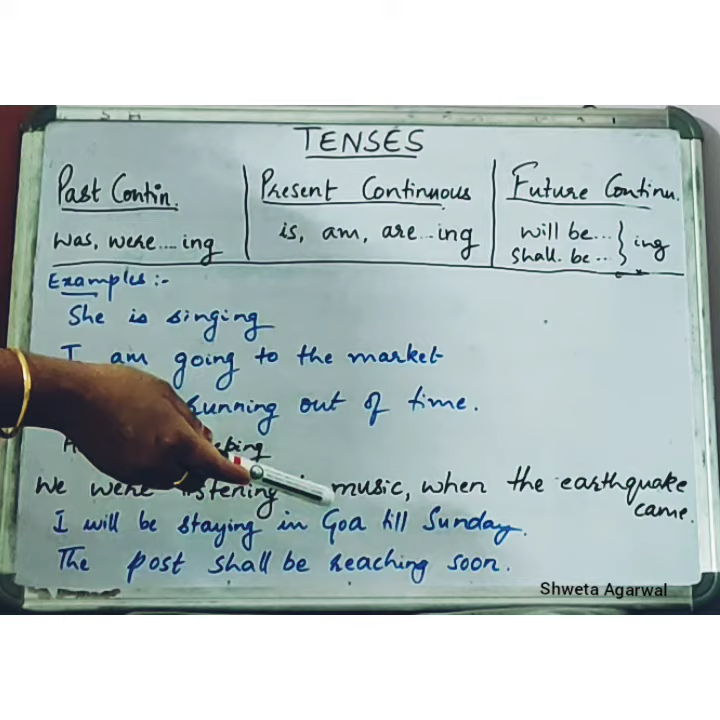 TENSES
Past Contin. Present Continuous Future Continu.
was, were....ing is, am, are...ing will be... } ing
shall. be...
Examples:-
She is singing
I am going to the market
running out of time.
We were listening music, when the earthquake
came.
I will be staying in Goa till Sunday.
The post shall be reaching soon.
Shweta Agarwal